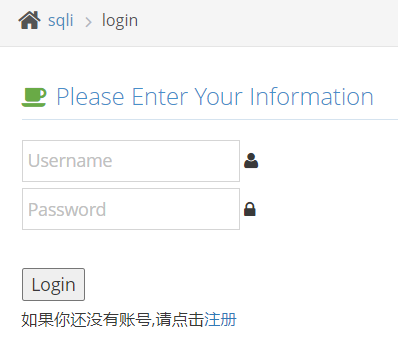 sqli > login
Please Enter Your Information
Username
Password
Login
如果你还没有账号,请点击注册